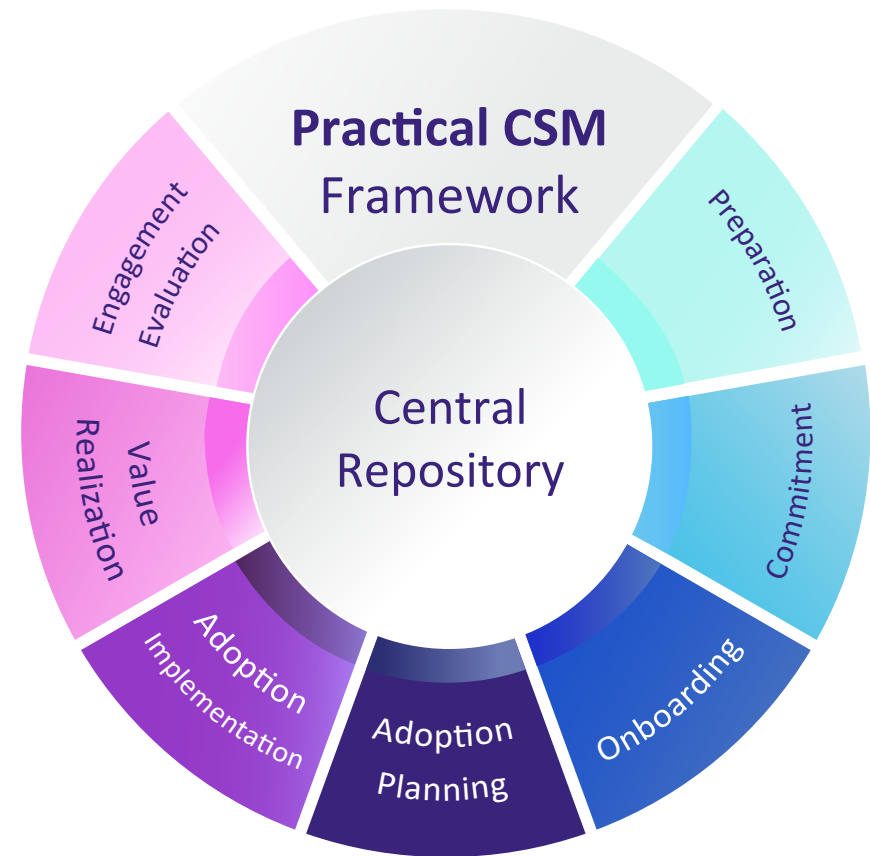 Practical CSM
Framework
Preparation
Commitment
Onboarding
Adoption
Planning
Adoption
Implementation
Value
Realization
Engagement
Evaluation
Central
Repository